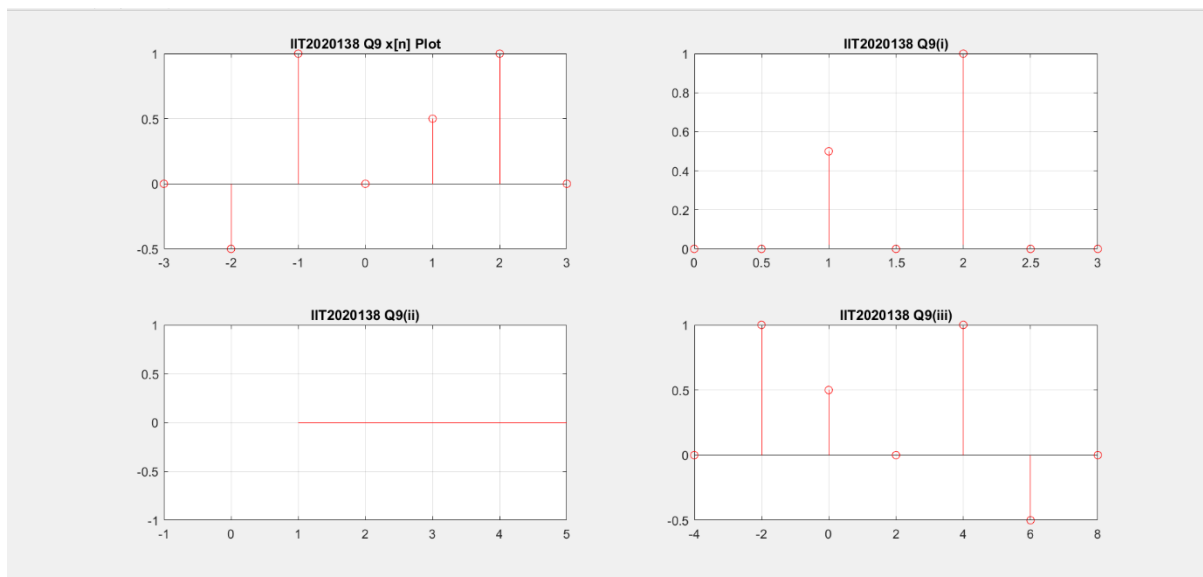 IIT2020138 Q9 x[n] Plot
1
0.5
0
-0.5
-3 -2 -1 0 1 2 3
IIT2020138 Q9(i)
1
0.8
0.6
0.4
0.2
0
0 0.5 1 1.5 2 2.5 3
IIT2020138 Q9(ii)
1
0.5
0
-0.5
-1
-1 0 1 2 3 4 5
IIT2020138 Q9(iii)
1
0.5
0
-0.5
-4 -2 0 2 4 6 8